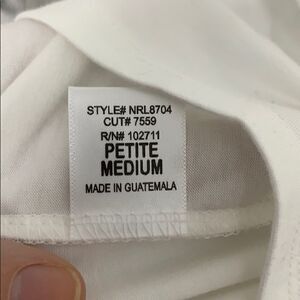 STYLE# NRL8704
CUT# 7559
R/N# 102711
PETITE
MEDIUM
MADE IN GUATEMALA